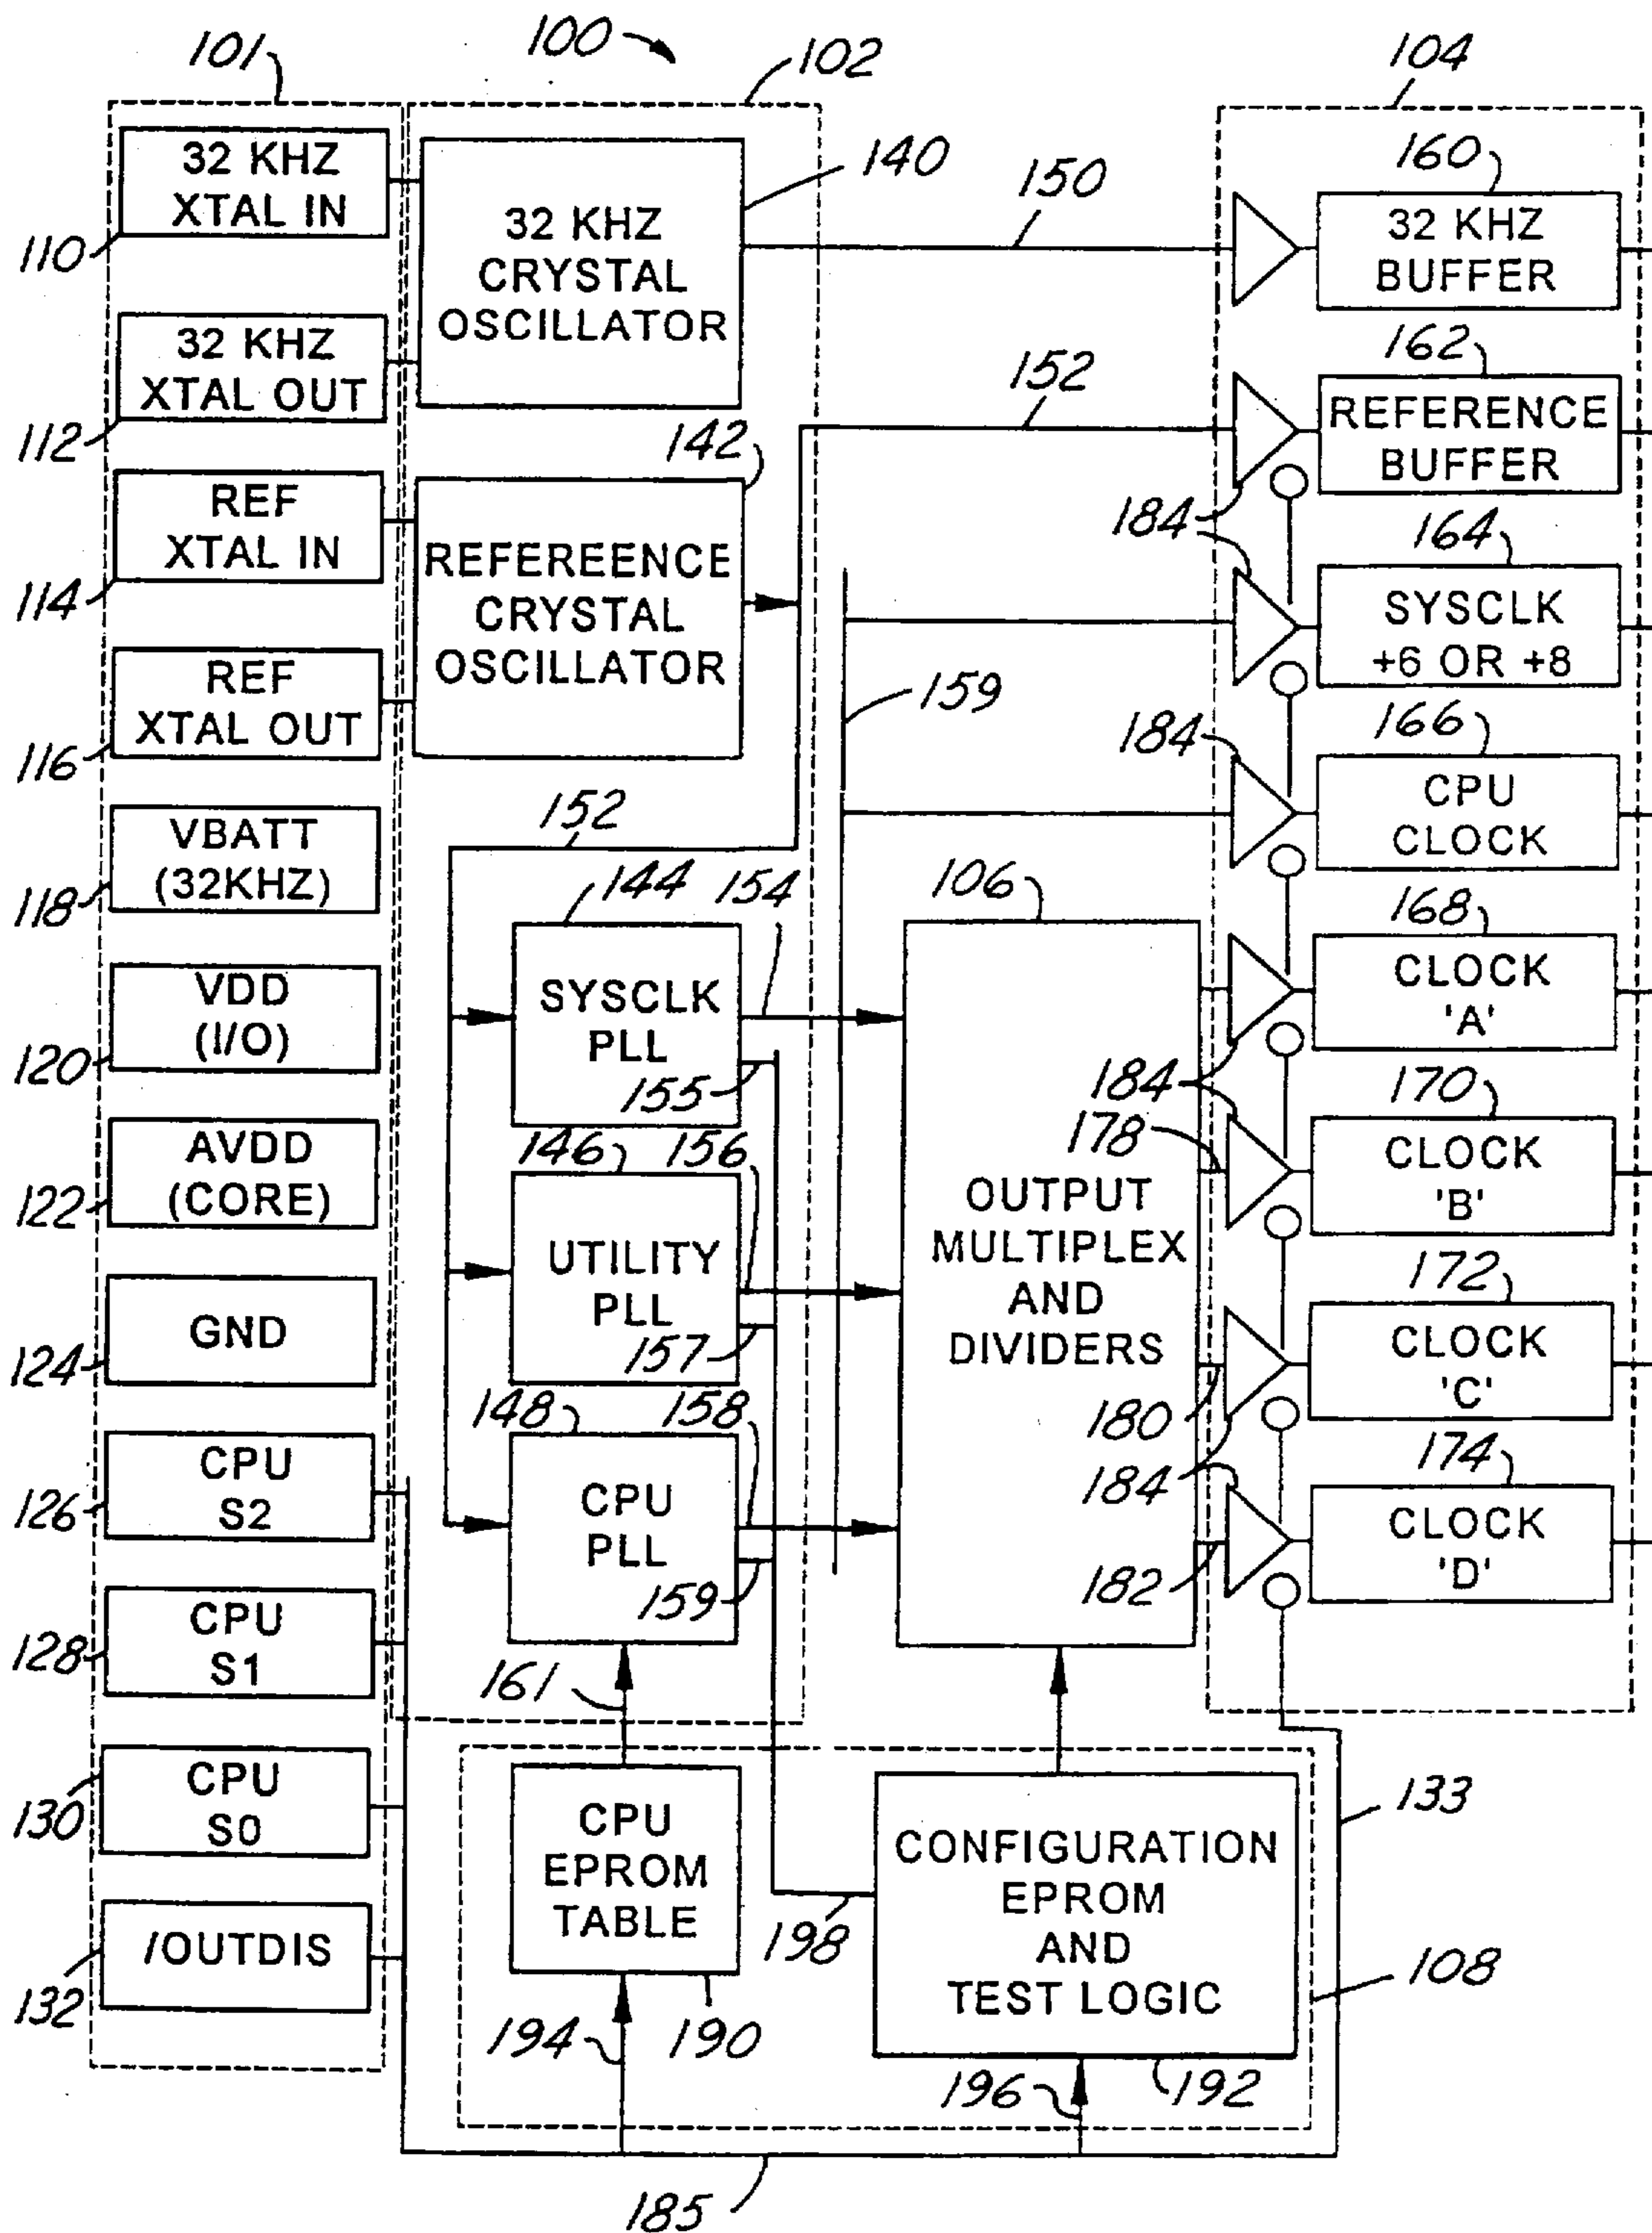 100
101
102
104
32 KHZ
XTAL IN
110
32 KHZ
XTAL OUT
112
REF
XTAL IN
114
REF
XTAL OUT
116
VBATT
(32KHZ)
118
VDD
(I/O)
120
AVDD
(CORE)
122
GND
124
CPU
S2
126
CPU
S1
128
CPU
S0
130
/OUTDIS
132
32 KHZ
CRYSTAL
OSCILLATOR
140
142
REFEREENCE
CRYSTAL
OSCILLATOR
150
152
159
152
144
154
SYSCLK
PLL
155
146
156
UTILITY
PLL
157
148
158
CPU
PLL
159
161
106
OUTPUT
MULTIPLEX
AND
DIVIDERS
160
32 KHZ
BUFFER
162
REFERENCE
BUFFER
184
164
SYSCLK
+6 OR +8
184
166
CPU
CLOCK
168
CLOCK
'A'
184
178
170
CLOCK
'B'
172
CLOCK
'C'
180
184
174
CLOCK
'D'
182
CPU
EPROM
TABLE
190
194
198
CONFIGURATION
EPROM
AND
TEST LOGIC
192
196
133
108
185